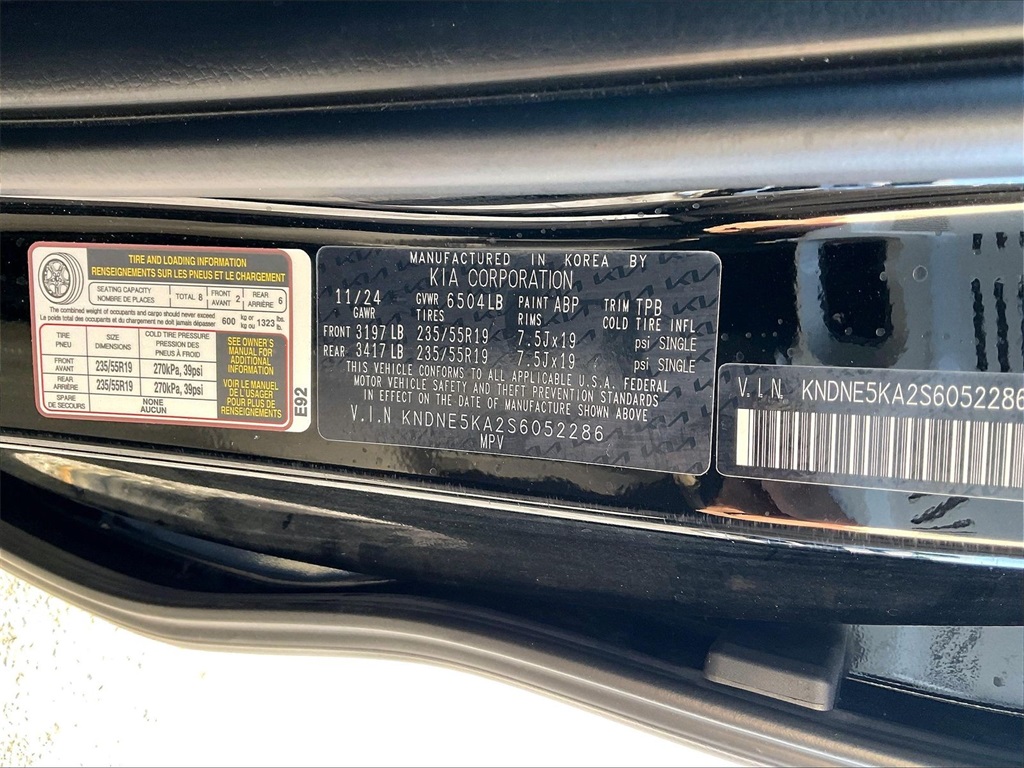 TIRE AND LOADING INFORMATION
RENSEIGNEMENTS SUR LES PNEUS ET LE CHARGEMENT
SEATING CAPACITY
NOMBRE DE PLACES
TOTAL 8
FRONT
AVANT
2
REAR
ARRIÈRE
6
The combined weight of occupants and cargo should never exceed
Le poids total des occupants et du chargement ne doit jamais dépasser
600 kg or
kg ou
1323 lbs.
lb.
TIRE
PNEU
SIZE
DIMENSIONS
COLD TIRE PRESSURE
PRESSION DES
PNEUS À FROID
FRONT
AVANT
235/55R19
270kPa, 39psi
REAR
ARRIÈRE
235/55R19
270kPa, 39psi
SPARE
DE SECOURS
NONE
AUCUN
SEE OWNER'S
MANUAL FOR
ADDITIONAL
INFORMATION
VOIR LE MANUEL
DE L'USAGER
POUR PLUS DE
RENSEIGNEMENTS
E92
MANUFACTURED IN KOREA BY
KIA CORPORATION
11/24 GVWR 6504LB PAINT ABP TRIM TPB
GAWR TIRES RIMS COLD TIRE INFL
FRONT 3197LB 235/55R19 7.5Jx19 psi SINGLE
REAR 3417LB 235/55R19 7.5Jx19 psi SINGLE
THIS VEHICLE CONFORMS TO ALL APPLICABLE U.S.A. FEDERAL
MOTOR VEHICLE SAFETY AND THEFT PREVENTION STANDARDS
IN EFFECT ON THE DATE OF MANUFACTURE SHOWN ABOVE
V.I.N KNDNE5KA2S6052286
MPV
V.I.N. KNDNE5KA2S6052286